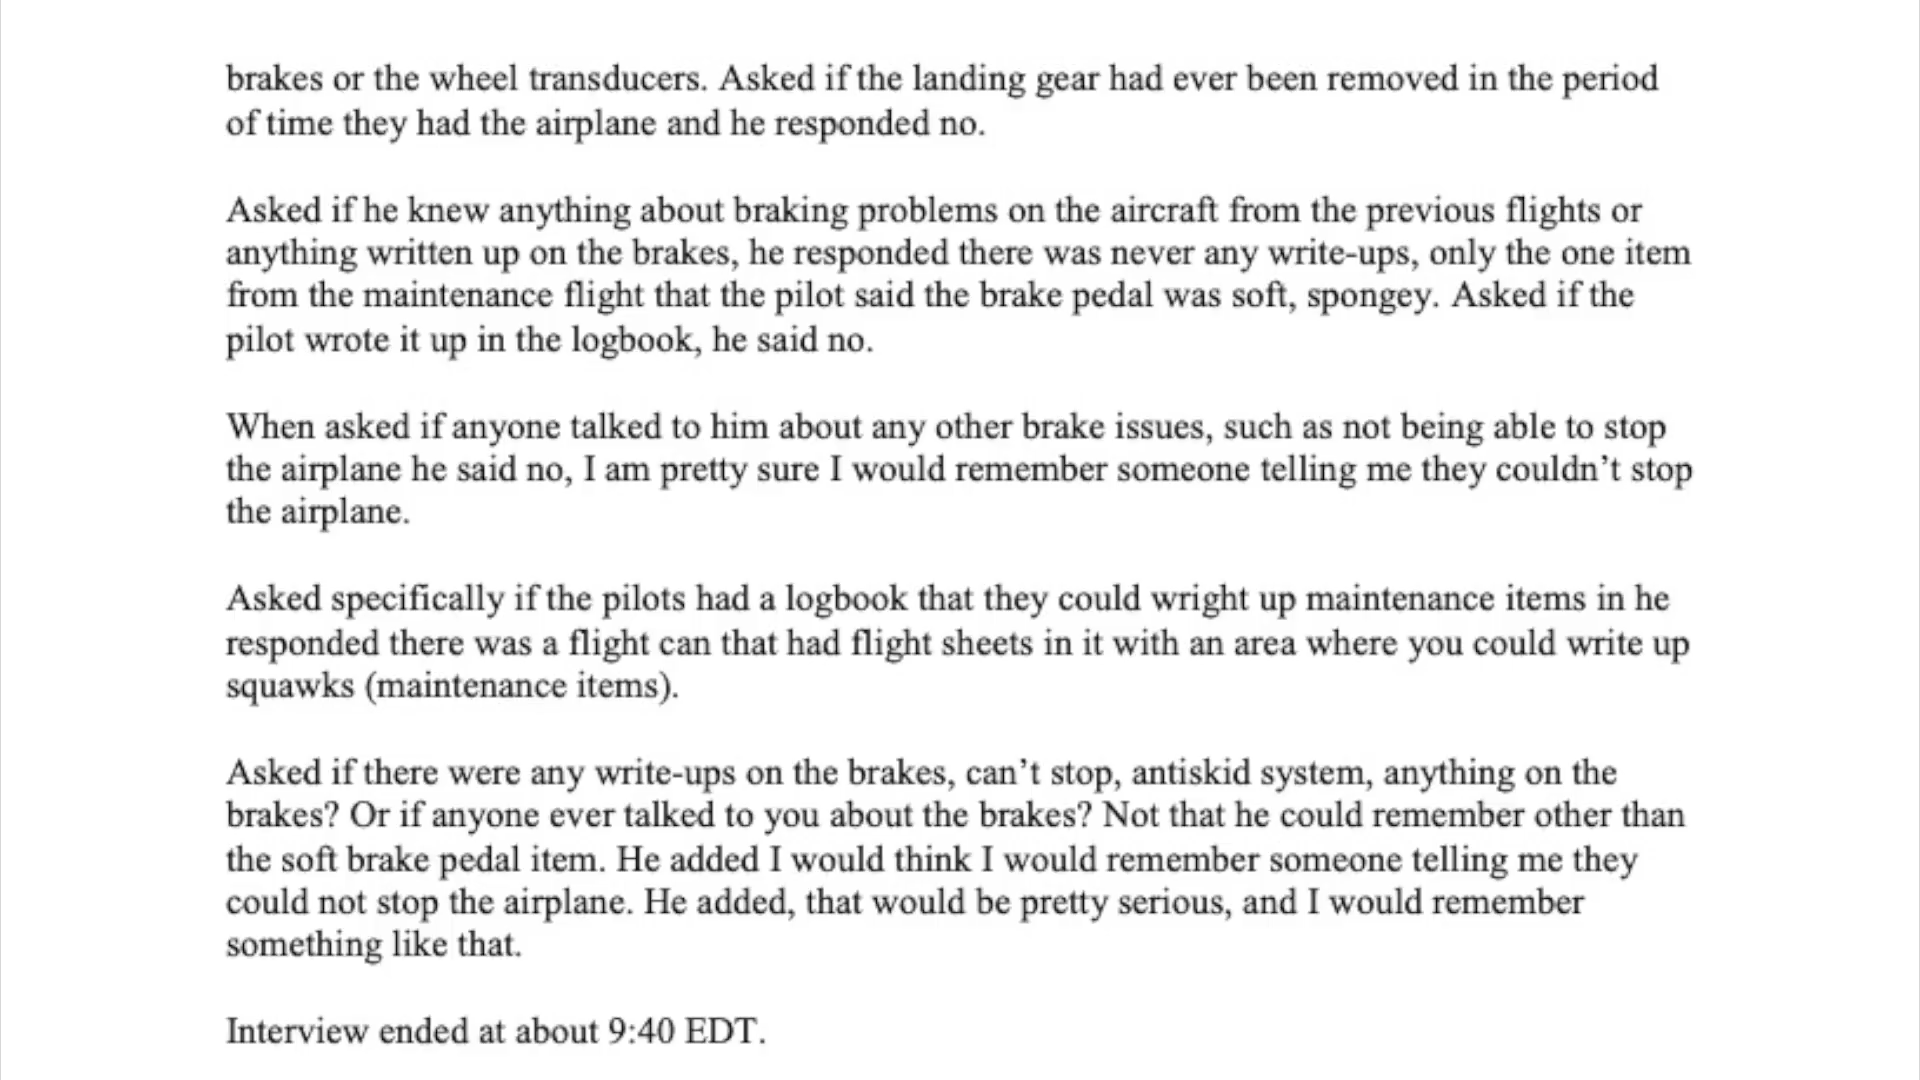 brakes or the wheel transducers. Asked if the landing gear had ever been removed in the period
of time they had the airplane and he responded no.
Asked if he knew anything about braking problems on the aircraft from the previous flights or
anything written up on the brakes, he responded there was never any write-ups, only the one item
from the maintenance flight that the pilot said the brake pedal was soft, spongey. Asked if the
pilot wrote it up in the logbook, he said no.
When asked if anyone talked to him about any other brake issues, such as not being able to stop
the airplane he said no, I am pretty sure I would remember someone telling me they couldn’t stop
the airplane.
Asked specifically if the pilots had a logbook that they could wright up maintenance items in he
responded there was a flight can that had flight sheets in it with an area where you could write up
squawks (maintenance items).
Asked if there were any write-ups on the brakes, can’t stop, antiskid system, anything on the
brakes? Or if anyone ever talked to you about the brakes? Not that he could remember other than
the soft brake pedal item. He added I would think I would remember someone telling me they
could not stop the airplane. He added, that would be pretty serious, and I would remember
something like that.
Interview ended at about 9:40 EDT.